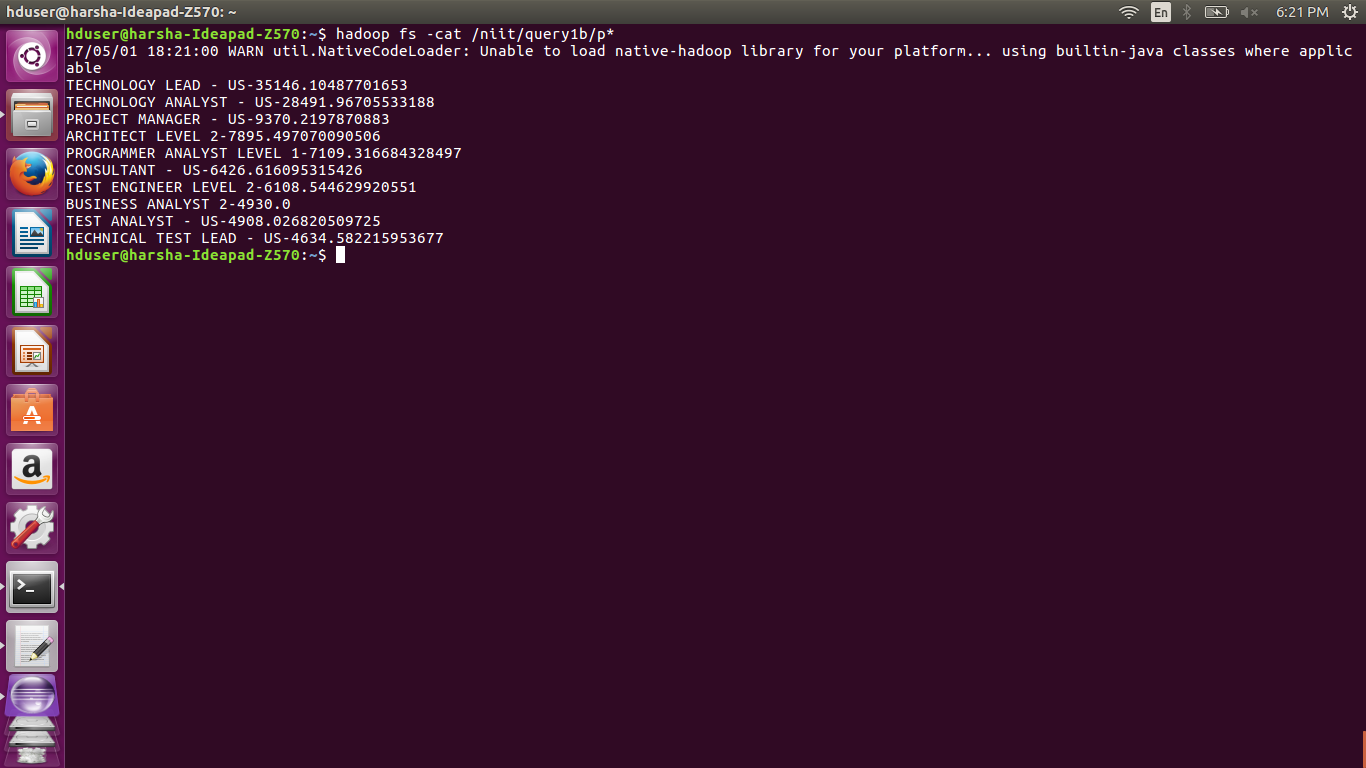 hduser@harsha-Ideapad-Z570: ~
En
6:21 PM
hduser@harsha-Ideapad-Z570:~$ hadoop fs -cat /niit/query1b/p*
17/05/01 18:21:00 WARN util.NativeCodeLoader: Unable to load native-hadoop library for your platform... using builtin-java classes where applic
able
TECHNOLOGY LEAD - US-35146.10487701653
TECHNOLOGY ANALYST - US-28491.96705533188
PROJECT MANAGER - US-9370.2197870883
ARCHITECT LEVEL 2-7895.497070090506
PROGRAMMER ANALYST LEVEL 1-7109.316684328497
CONSULTANT - US-6426.616095315426
TEST ENGINEER LEVEL 2-6108.544629920551
BUSINESS ANALYST 2-4930.0
TEST ANALYST - US-4908.026820509725
TECHNICAL TEST LEAD - US-4634.582215953677
hduser@harsha-Ideapad-Z570:~$